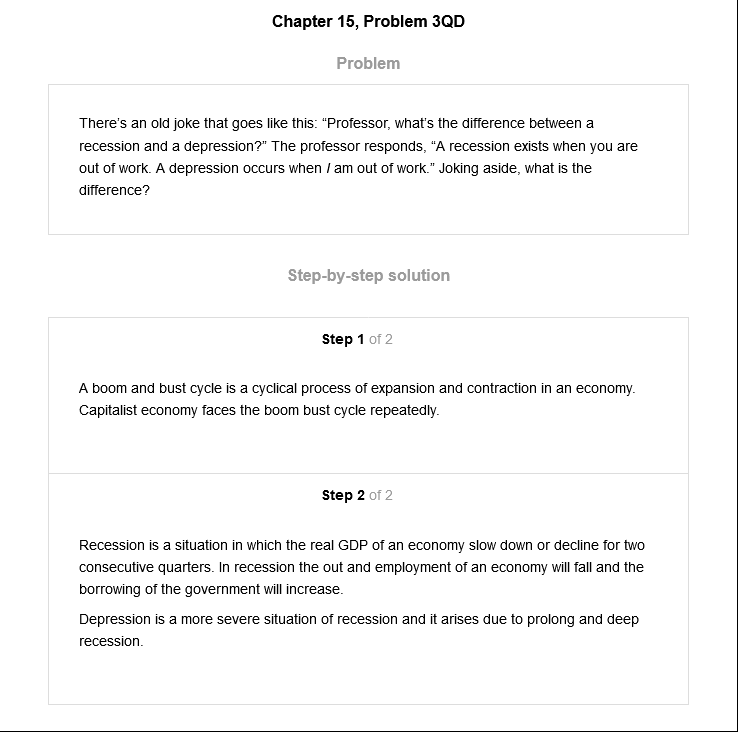 Chapter 15, Problem 3QD
Problem
There's an old joke that goes like this: “Professor, what's the difference between a
recession and a depression?” The professor responds, “A recession exists when you are
out of work. A depression occurs when I am out of work.” Joking aside, what is the
difference?
Step-by-step solution
Step 1 of 2
A boom and bust cycle is a cyclical process of expansion and contraction in an economy.
Capitalist economy faces the boom bust cycle repeatedly.
Step 2 of 2
Recession is a situation in which the real GDP of an economy slow down or decline for two
consecutive quarters. In recession the out and employment of an economy will fall and the
borrowing of the government will increase.
Depression is a more severe situation of recession and it arises due to prolong and deep
recession.